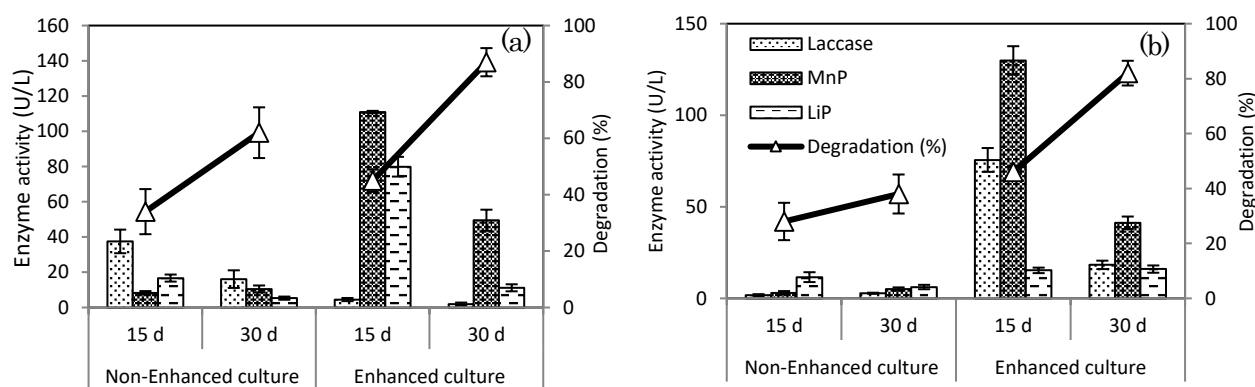 (a)
Enzyme activity (U/L)
160
140
120
100
80
60
40
20
0
100
80
60
40
20
0
Degradation (%)
15 d 30 d 15 d 30 d
Non-Enhanced culture Enhanced culture
(b)
Enzyme activity (U/L)
150
100
50
0
Laccase
MnP
LiP
Degradation (%)
100
80
60
40
20
0
Degradation (%)
15 d 30 d 15 d 30 d
Non-Enhanced culture Enhanced culture